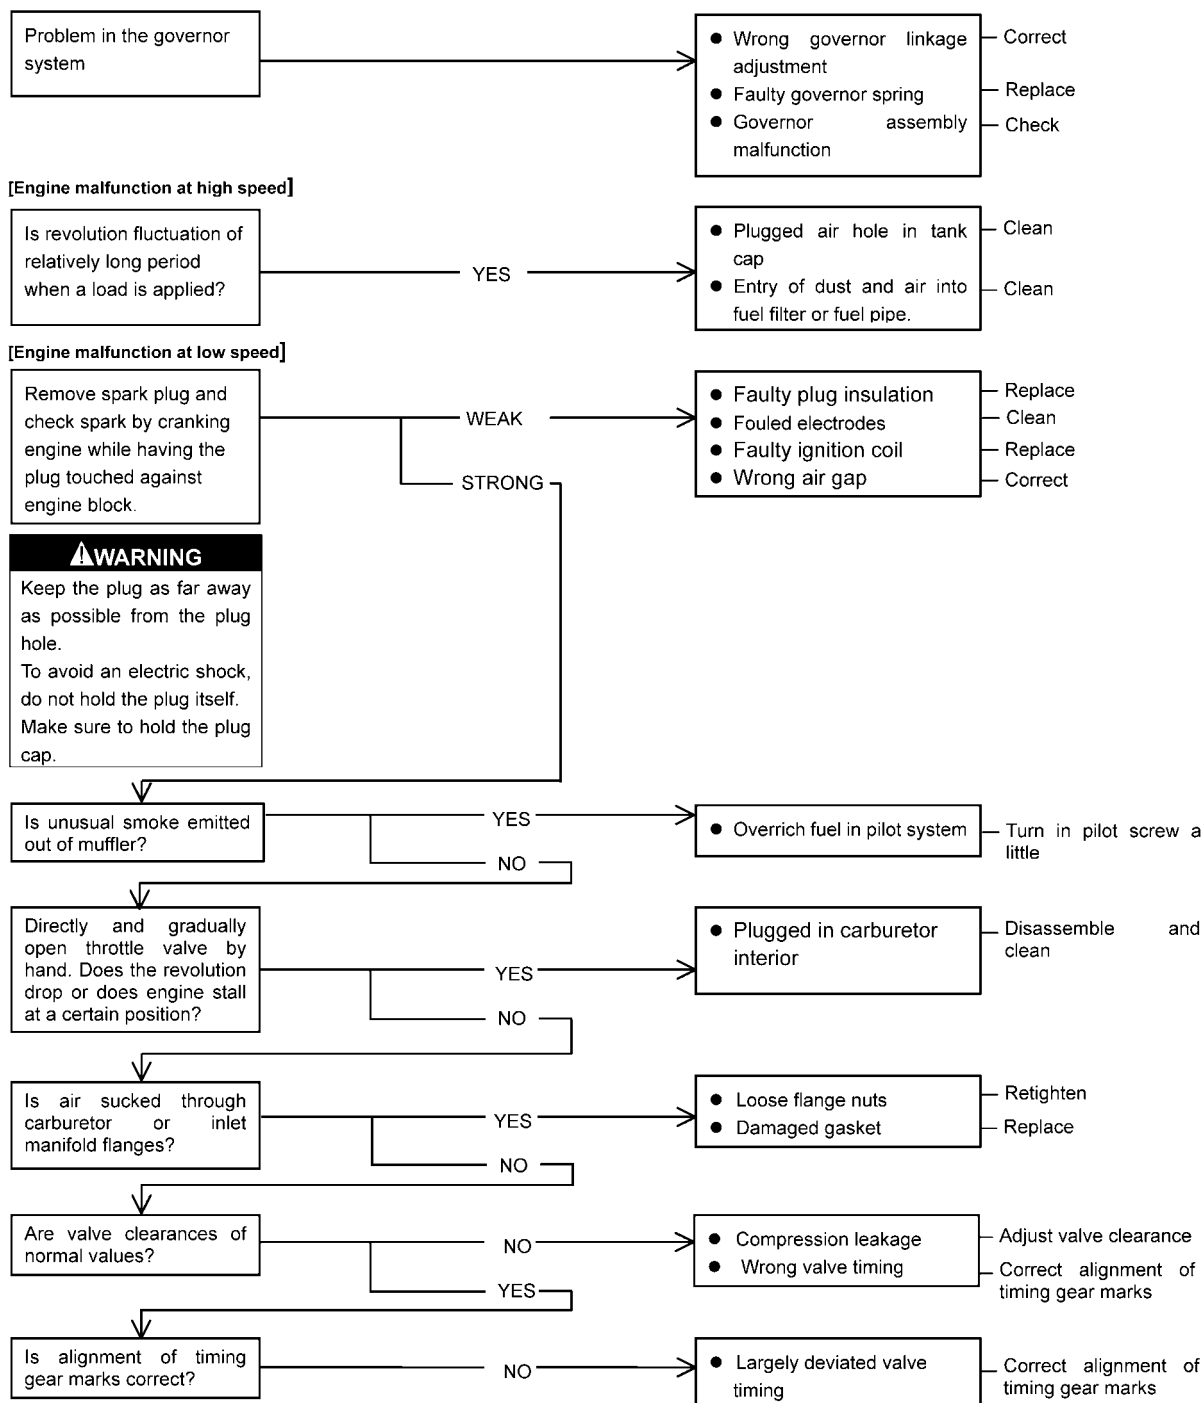 Problem in the governor
system
● Wrong governor linkage
adjustment
● Faulty governor spring
● Governor assembly
malfunction
Correct
Replace
Check
[Engine malfunction at high speed]
Is revolution fluctuation of
relatively long period
when a load is applied?
YES
● Plugged air hole in tank
cap
● Entry of dust and air into
fuel filter or fuel pipe.
Clean
Clean
[Engine malfunction at low speed]
Remove spark plug and
check spark by cranking
engine while having the
plug touched against
engine block.
WEAK
STRONG
● Faulty plug insulation
● Fouled electrodes
● Faulty ignition coil
● Wrong air gap
Replace
Clean
Replace
Correct
WARNING
Keep the plug as far away
as possible from the plug
hole.
To avoid an electric shock,
do not hold the plug itself.
Make sure to hold the plug
cap.
Is unusual smoke emitted
out of muffler?
YES
NO
● Overrich fuel in pilot system
Turn in pilot screw a
little
Directly and gradually
open throttle valve by
hand. Does the revolution
drop or does engine stall
at a certain position?
YES
NO
● Plugged in carburetor
interior
Disassemble and
clean
Is air sucked through
carburetor or inlet
manifold flanges?
YES
NO
● Loose flange nuts
● Damaged gasket
Retighten
Replace
Are valve clearances of
normal values?
NO
YES
● Compression leakage
● Wrong valve timing
Adjust valve clearance
Correct alignment of
timing gear marks
Is alignment of timing
gear marks correct?
NO
● Largely deviated valve
timing
Correct alignment of
timing gear marks